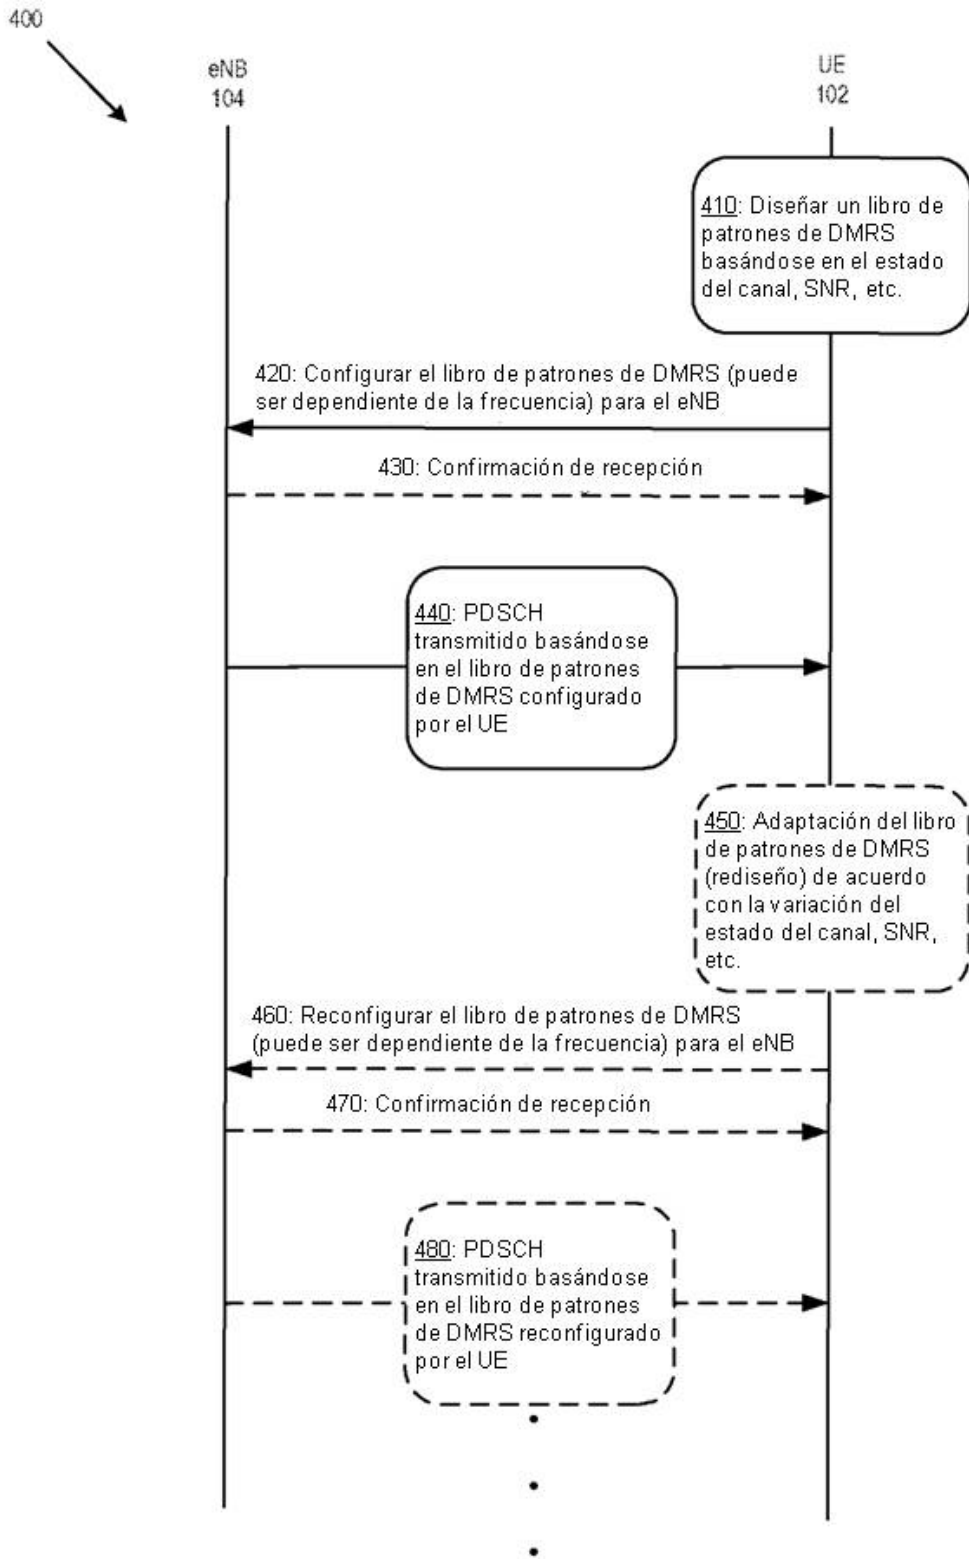 400
eNB
104
UE
102
410: Diseñar un libro de
patrones de DMRS
basándose en el estado
del canal, SNR, etc.
420: Configurar el libro de patrones de DMRS (puede
ser dependiente de la frecuencia) para el eNB
430: Confirmación de recepción
440: PDSCH
transmitido basándose
en el libro de patrones
de DMRS configurado
por el UE
450: Adaptación del libro
de patrones de DMRS
(rediseño) de acuerdo
con la variación del
estado del canal, SNR,
etc.
460: Reconfigurar el libro de patrones de DMRS
(puede ser dependiente de la frecuencia) para el eNB
470: Confirmación de recepción
480: PDSCH
transmitido basándose
en el libro de patrones
de DMRS reconfigurado
por el UE